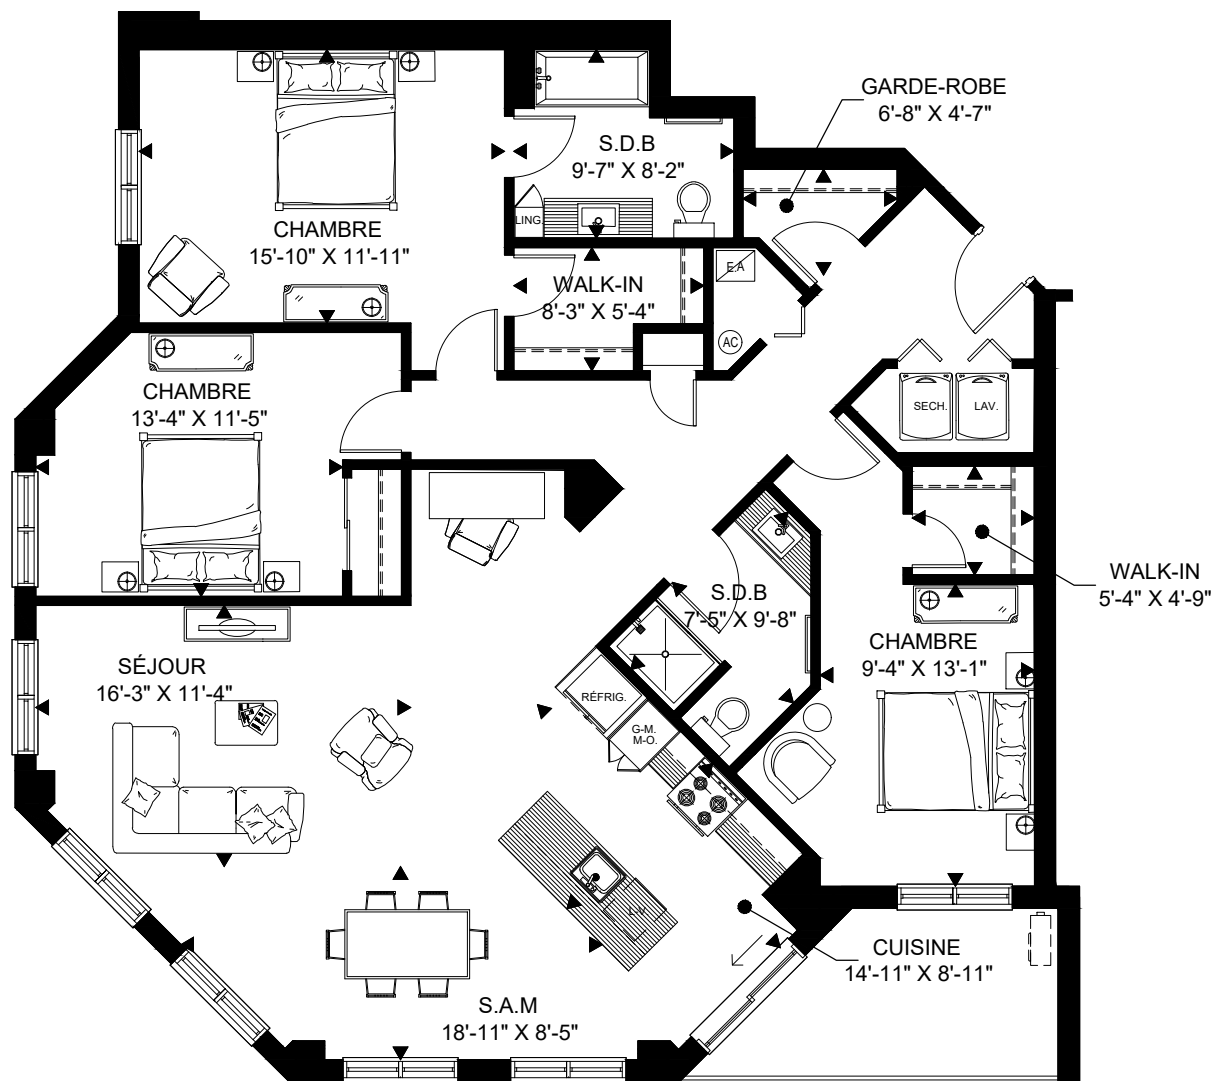 GARDE-ROBE
6'-8" X 4'-7"
S.D.B
9'-7" X 8'-2"
LING.
CHAMBRE
15'-10" X 11'-11"
E.A
WALK-IN
8'-3" X 5'-4"
AC
CHAMBRE
13'-4" X 11'-5"
SECH.
LAV.
WALK-IN
5'-4" X 4'-9"
S.D.B
7'-5" X 9'-8"
CHAMBRE
9'-4" X 13'-1"
SÉJOUR
16'-3" X 11'-4"
RÉFRIG.
G-M.
M-O.
L-V.
CUISINE
14'-11" X 8'-11"
S.A.M
18'-11" X 8'-5"